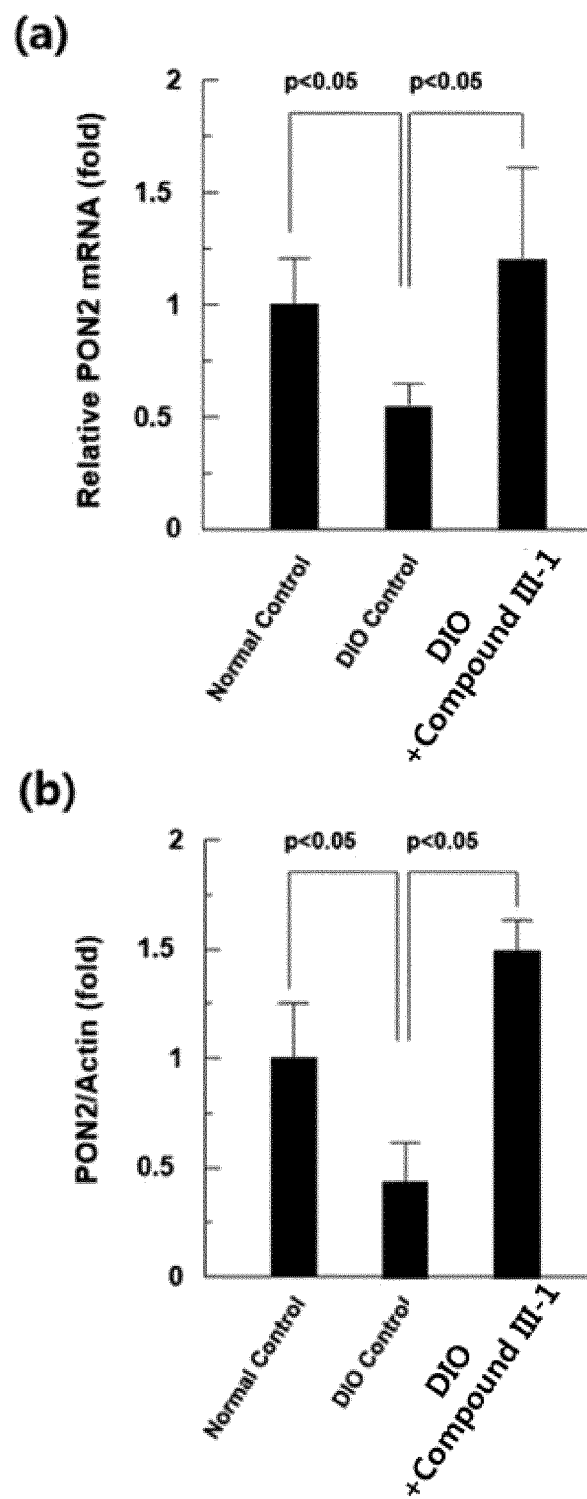 (a)
Relative PON2 mRNA (fold)
2
1.5
1
0.5
0
p<0.05 p<0.05
Normal Control
DIO Control
DIO
+Compound III-1
(b)
PON2/Actin (fold)
2
1.5
1
0.5
0
p<0.05 p<0.05
Normal Control
DIO Control
DIO
+Compound III-1